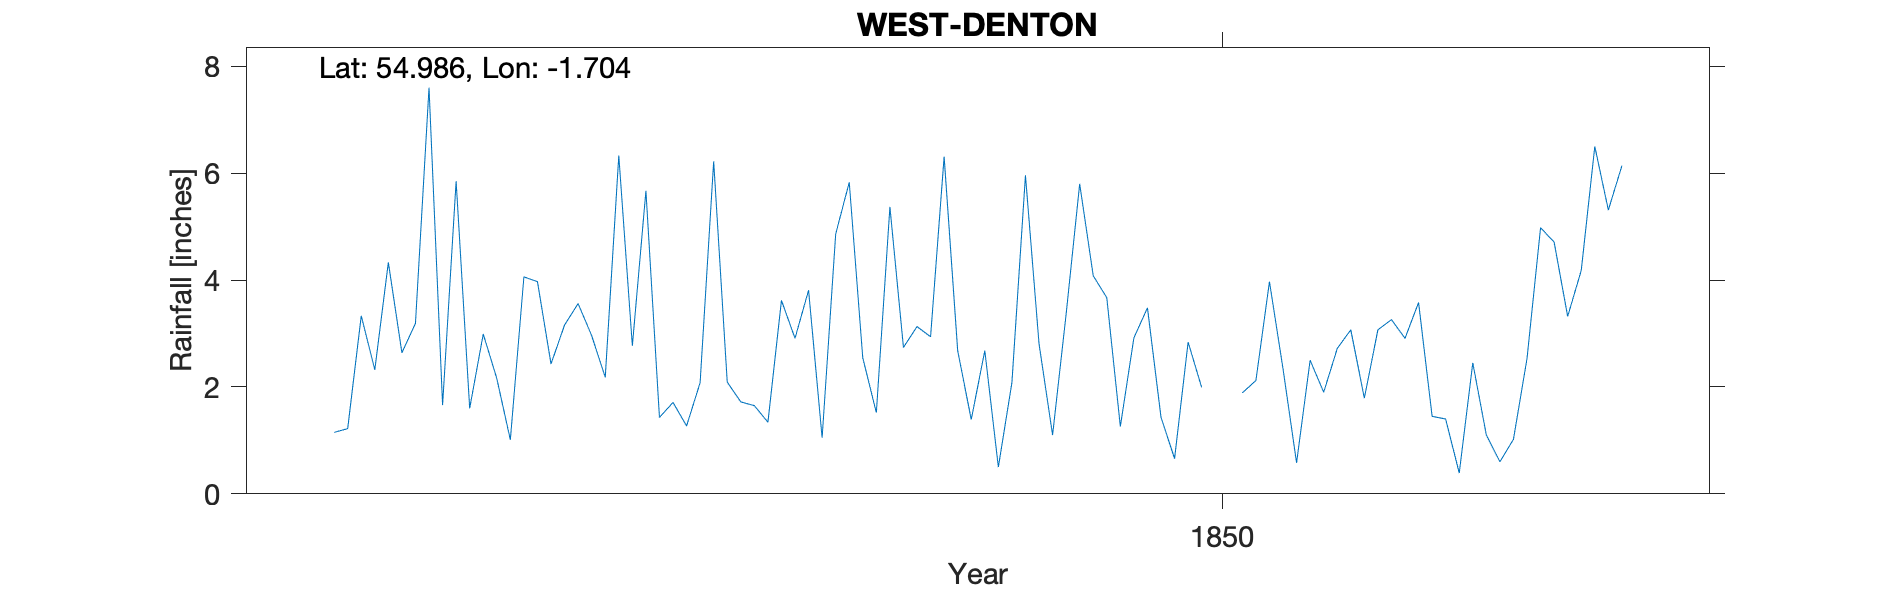 WEST-DENTON
Lat: 54.986, Lon: -1.704
8
6
4
2
0
Rainfall [inches]
1850
Year